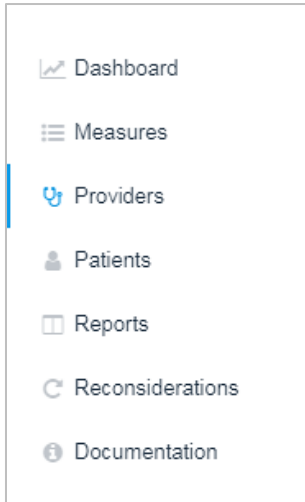 Dashboard
Measures
Providers
Patients
Reports
Reconsiderations
Documentation